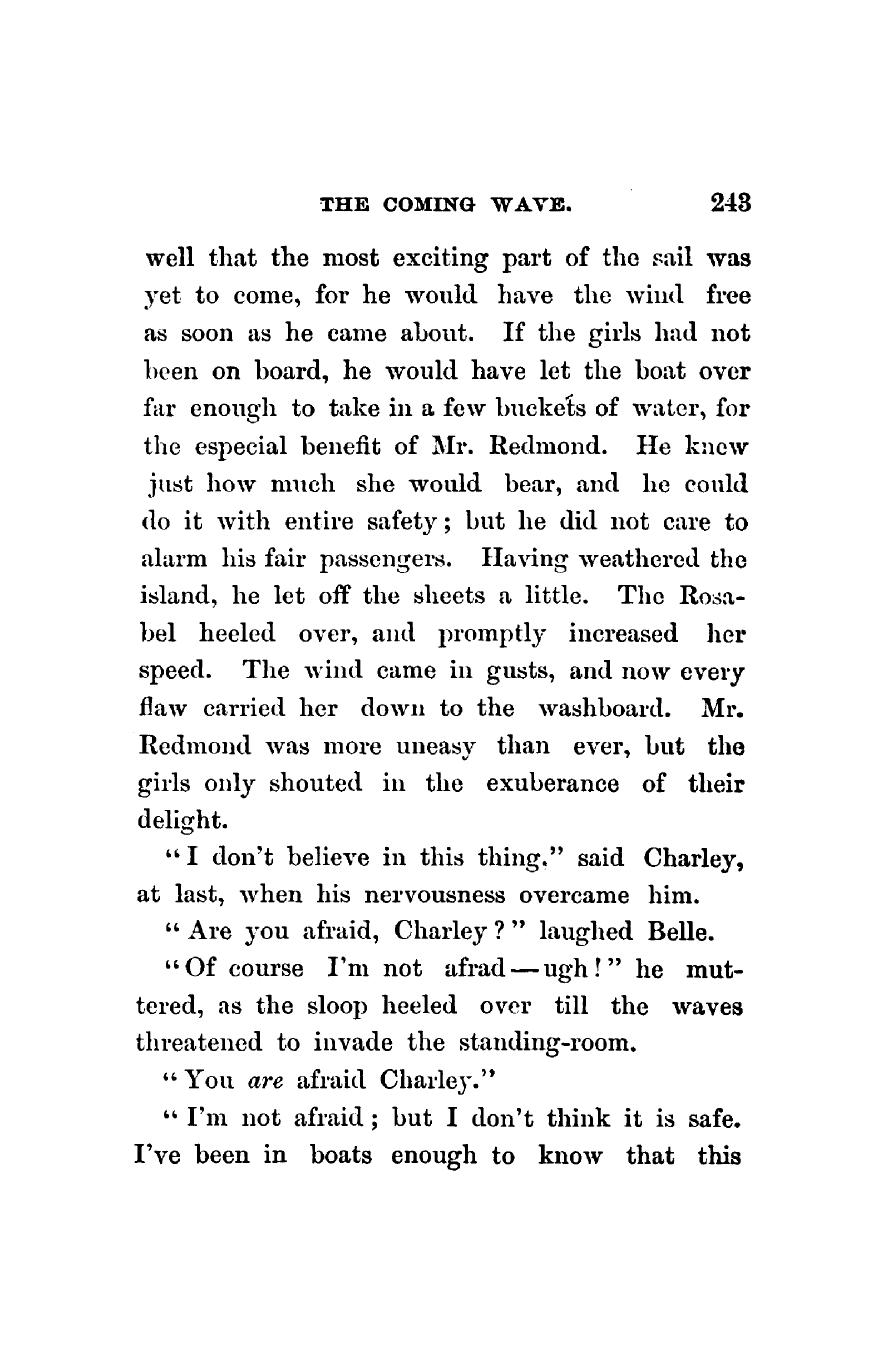 THE COMING WAVE. 243
well that the most exciting part of the sail was
yet to come, for he would have the wind free
as soon as he came about. If the girls had not
been on board, he would have let the boat over
far enough to take in a few buckets of water, for
the especial benefit of Mr. Redmond. He knew
just how much she would bear, and he could
do it with entire safety; but he did not care to
alarm his fair passengers. Having weathered the
island, he let off the sheets a little. The Rosa-
bel heeled over, and promptly increased her
speed. The wind came in gusts, and now every
flaw carried her down to the washboard. Mr.
Redmond was more uneasy than ever, but the
girls only shouted in the exuberance of their
delight.
“I don't believe in this thing,” said Charley,
at last, when his nervousness overcame him.
“Are you afraid, Charley?” laughed Belle.
“Of course I'm not afrad—ugh!” he mut-
tered, as the sloop heeled over till the waves
threatened to invade the standing-room.
“You are afraid Charley.”
“I'm not afraid; but I don't think it is safe.
I've been in boats enough to know that this